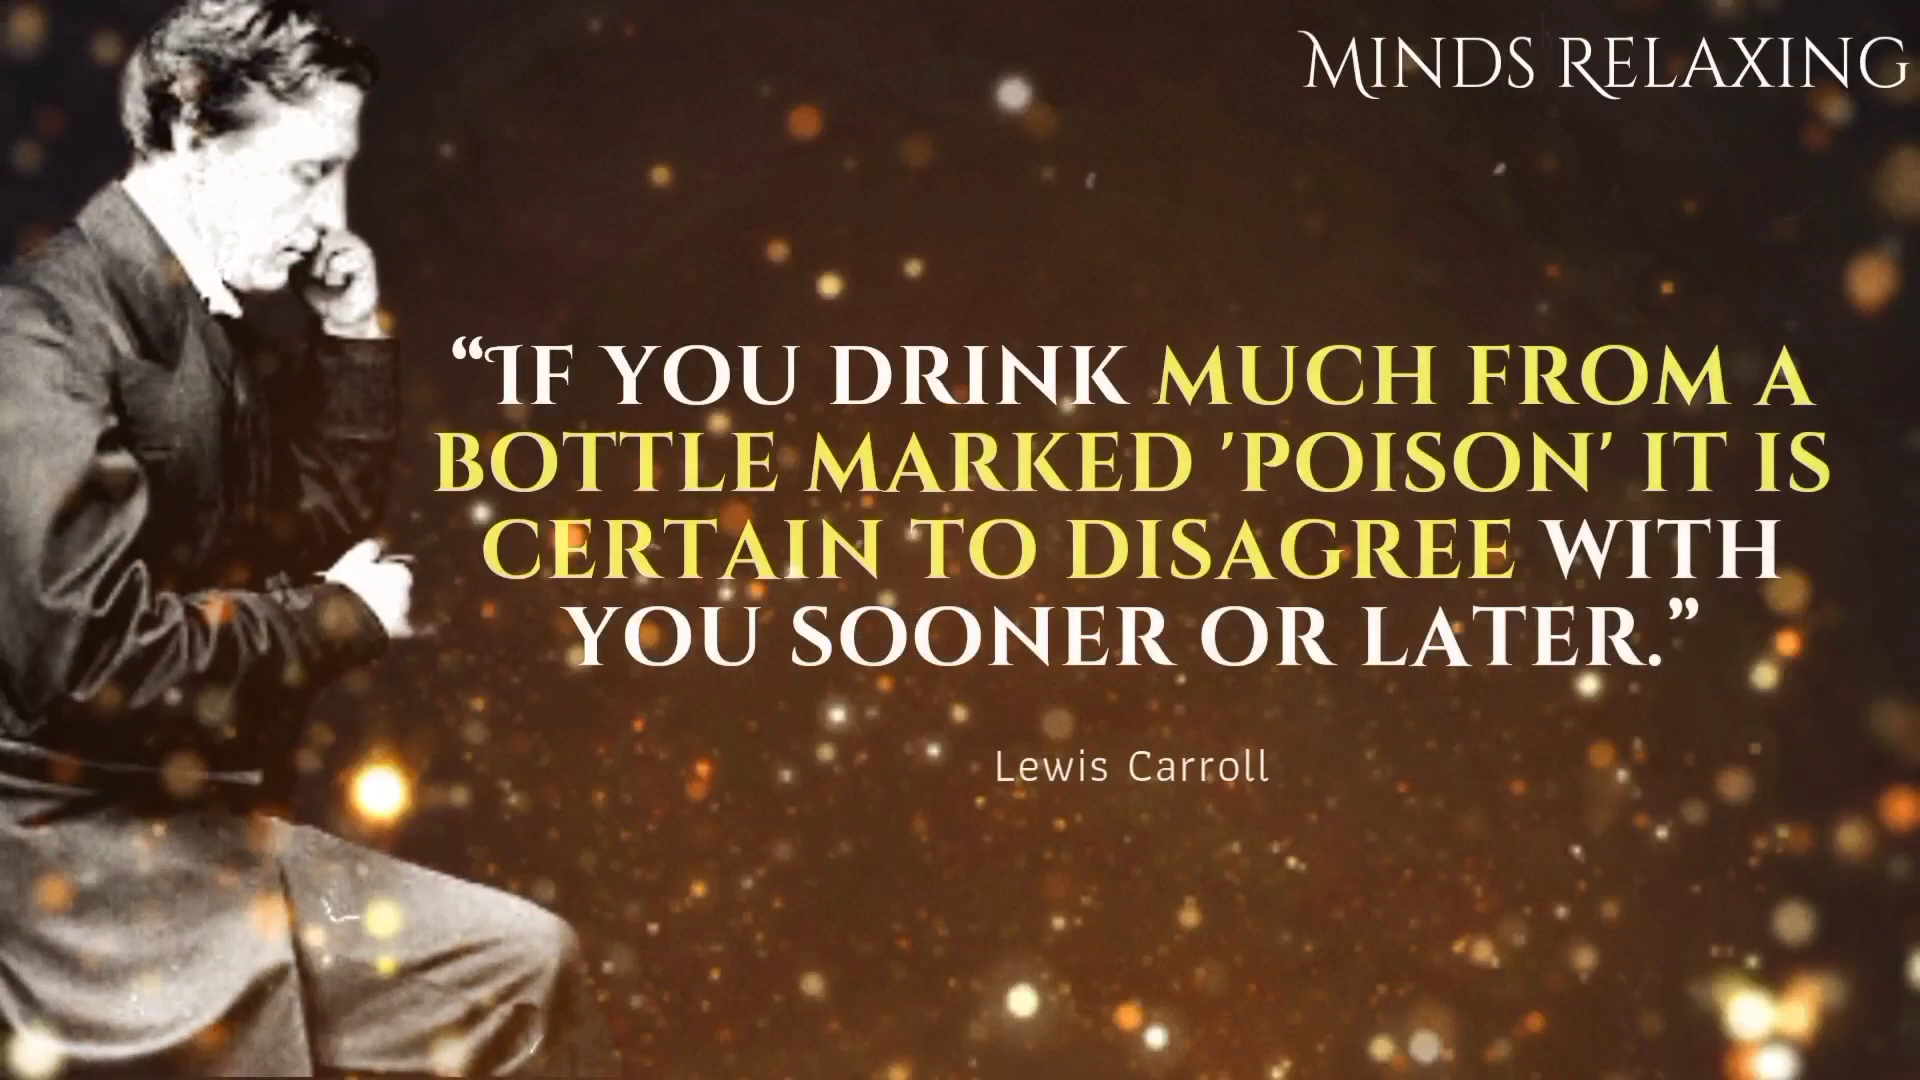 MINDS RELAXING
“IF YOU DRINK MUCH FROM A
BOTTLE MARKED 'POISON' IT IS
CERTAIN TO DISAGREE WITH
YOU SOONER OR LATER.”
Lewis Carroll